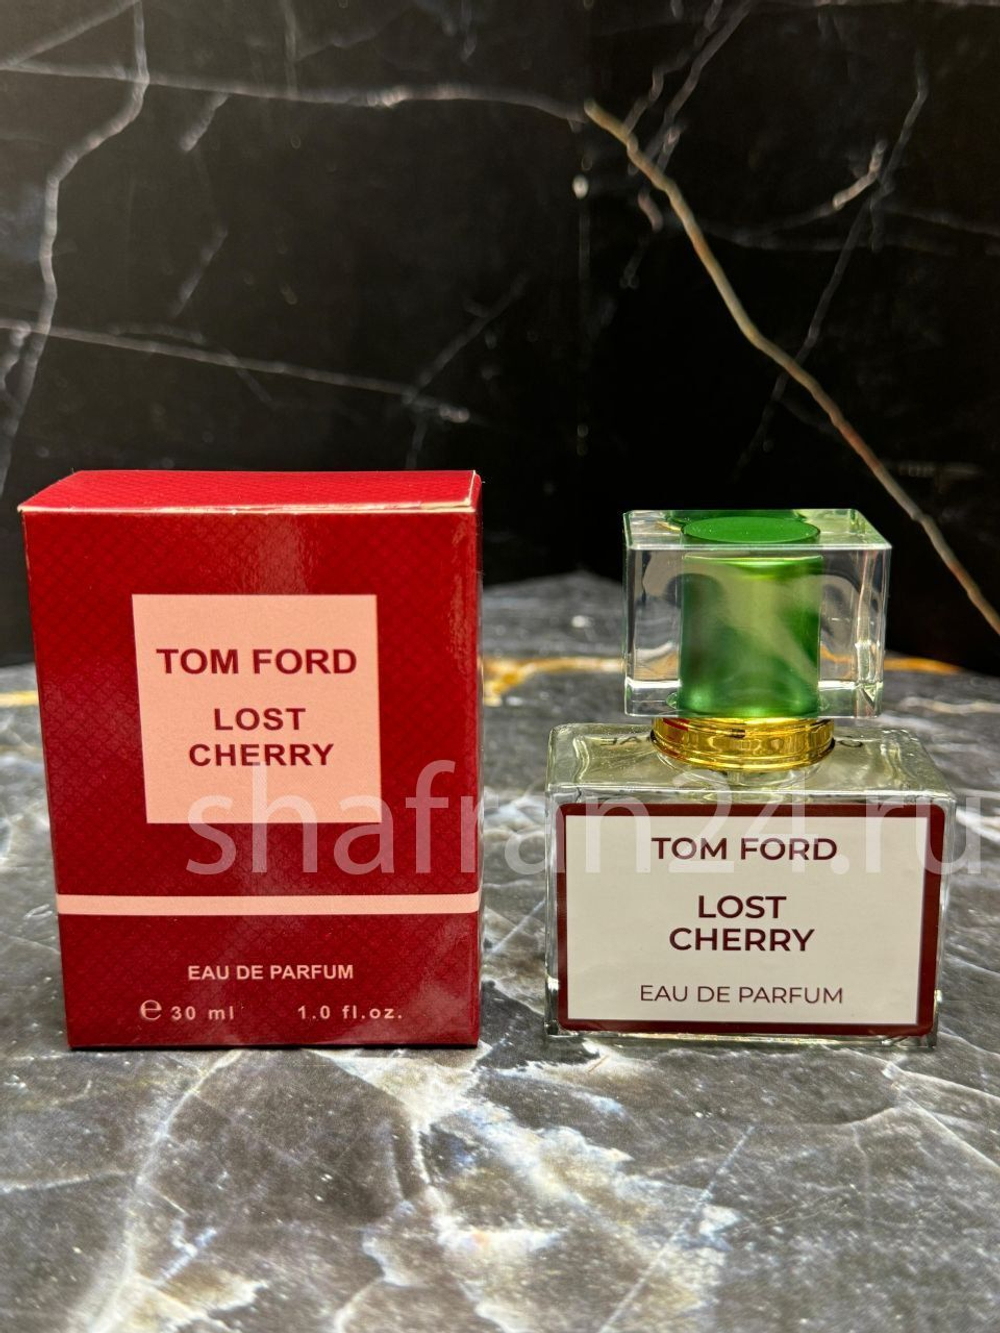 TOM FORD
LOST
CHERRY
EAU DE PARFUM
℮ 30 ml 1.0 fl.oz.
TOM FORD
LOST
CHERRY
EAU DE PARFUM
shafran24.ru